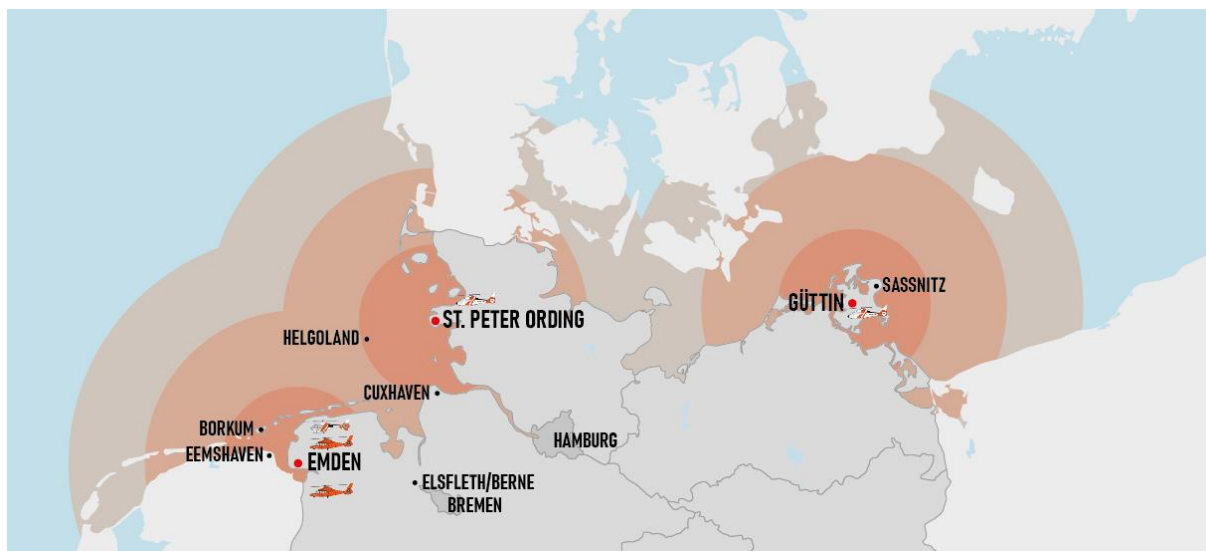 SASSNITZ
GÜTTIN
ST. PETER ORDING
HELGOLAND
CUXHAVEN
BORKUM
HAMBURG
EEMSHAVEN
EMDEN
ELSFLETH/BERNE
BREMEN